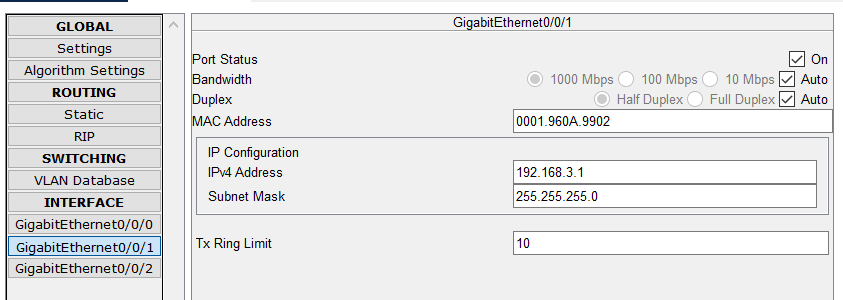 GLOBAL
Settings
Algorithm Settings
ROUTING
Static
RIP
SWITCHING
VLAN Database
INTERFACE
GigabitEthernet0/0/0
GigabitEthernet0/0/1
GigabitEthernet0/0/2
GigabitEthernet0/0/1
Port Status On
Bandwidth 1000 Mbps 100 Mbps 10 Mbps Auto
Duplex Half Duplex Full Duplex Auto
MAC Address 0001.960A.9902
IP Configuration
IPv4 Address 192.168.3.1
Subnet Mask 255.255.255.0
Tx Ring Limit 10